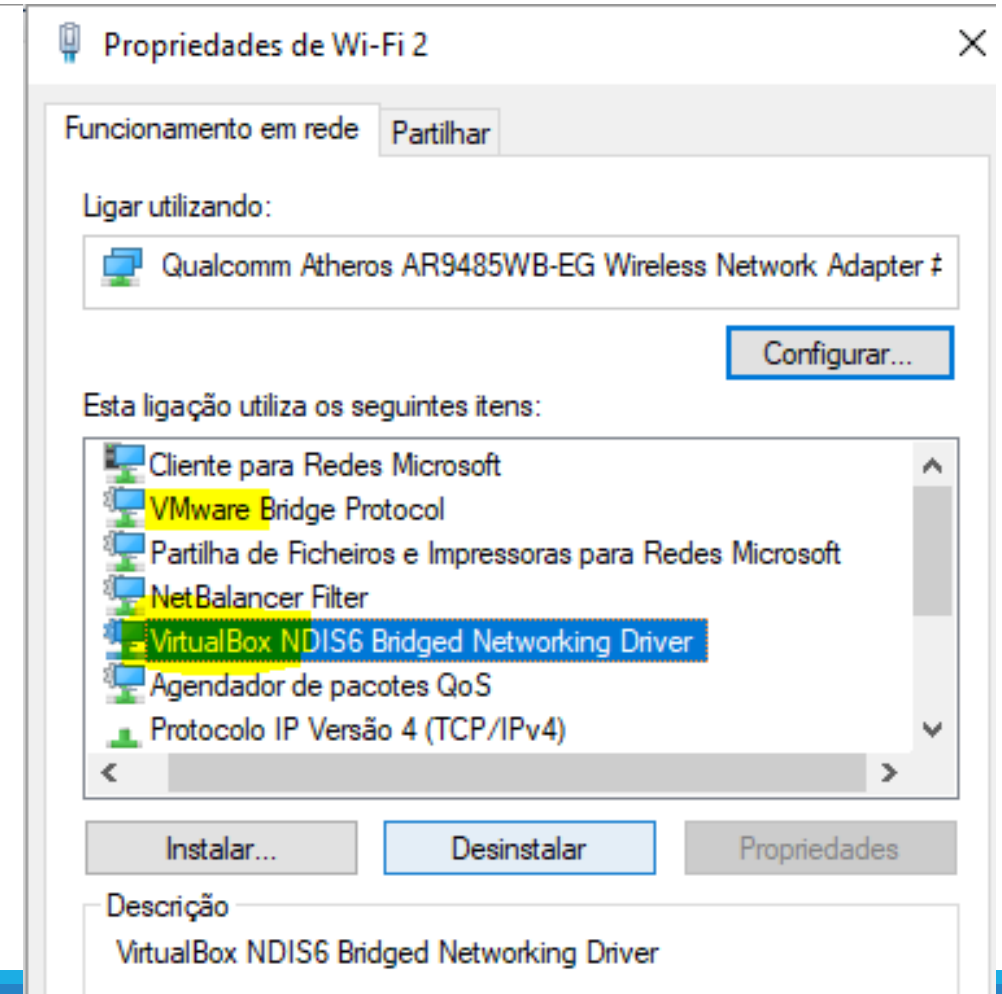 Propriedades de Wi-Fi 2
Funcionamento em rede
Partilhar
Ligar utilizando:
Qualcomm Atheros AR9485WB-EG Wireless Network Adapter
Configurar...
Esta ligação utiliza os seguintes itens:
Cliente para Redes Microsoft
VMware Bridge Protocol
Partilha de Ficheiros e Impressoras para Redes Microsoft
NetBalancer Filter
VirtualBox NDIS6 Bridged Networking Driver
Agendador de pacotes QoS
Protocolo IP Versão 4 (TCP/IPv4)
Instalar...
Desinstalar
Propriedades
Descrição
VirtualBox NDIS6 Bridged Networking Driver